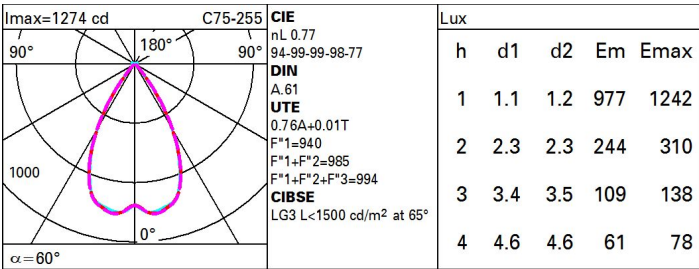 Imax=1274 cd C75-255
90° 180° 90°
1000
0°
α=60°
CIE
nL 0.77
94-99-99-98-77
DIN
A.61
UTE
0.76A+0.01T
F"1=940
F"1+F"2=985
F"1+F"2+F"3=994
CIBSE
LG3 L<1500 cd/m² at 65°
Lux
h d1 d2 Em Emax
1 1.1 1.2 977 1242
2 2.3 2.3 244 310
3 3.4 3.5 109 138
4 4.6 4.6 61 78